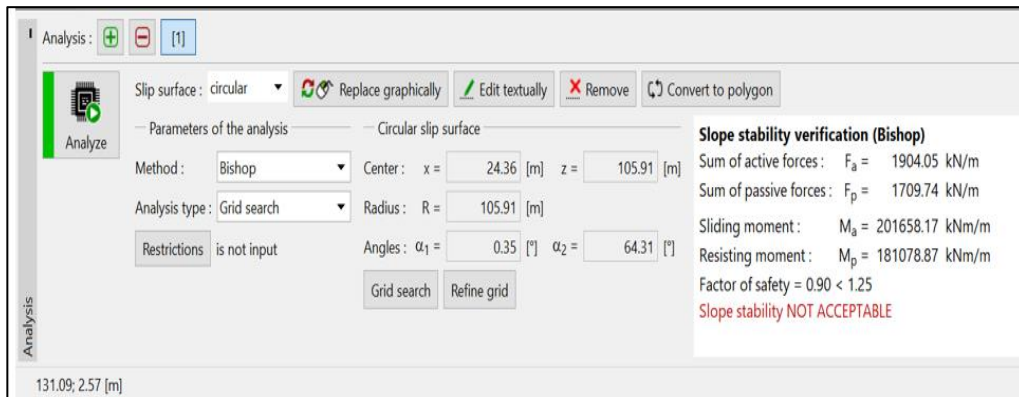 Analysis : [1]
Analyze
Slip surface : circular Replace graphically Edit textually Remove Convert to polygon
Parameters of the analysis
Method : Bishop
Analysis type : Grid search
Restrictions is not input
Circular slip surface
Center : x = 24.36 [m] z = 105.91 [m]
Radius : R = 105.91 [m]
Angles : α1 = 0.35 [°] α2 = 64.31 [°]
Grid search Refine grid
Slope stability verification (Bishop)
Sum of active forces : Fa = 1904.05 kN/m
Sum of passive forces : Fp = 1709.74 kN/m
Sliding moment : Ma = 201658.17 kNm/m
Resisting moment : Mp = 181078.87 kNm/m
Factor of safety = 0.90 < 1.25
Slope stability NOT ACCEPTABLE
Analysis
131.09; 2.57 [m]